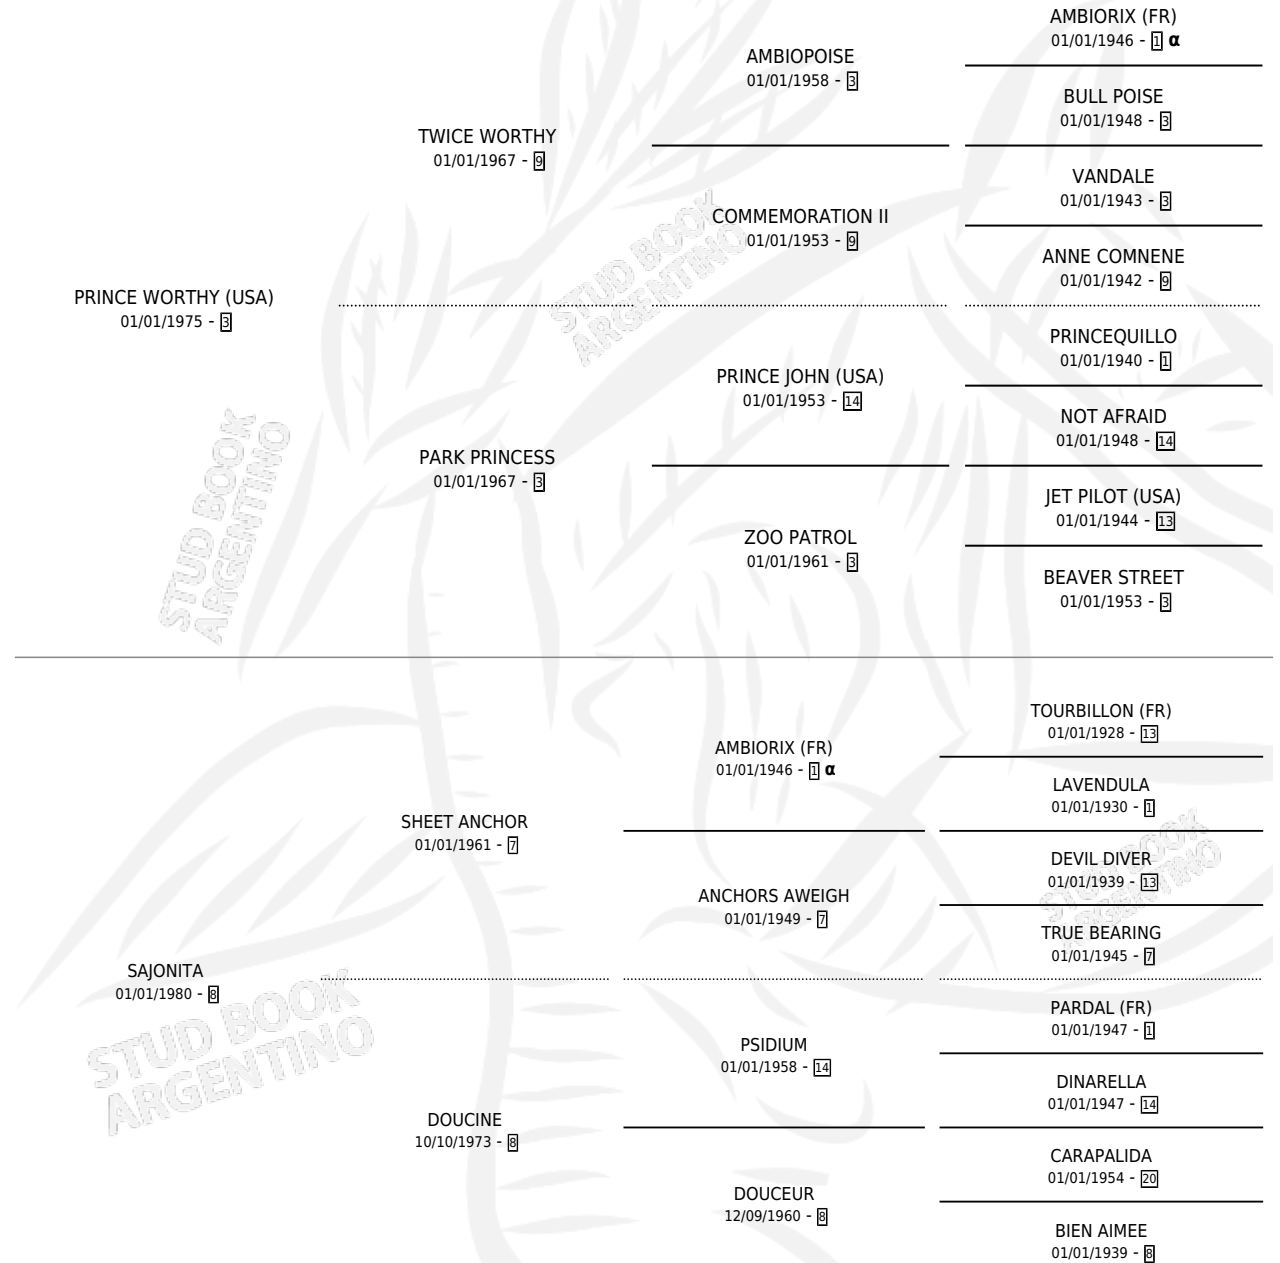 AMBIORIX (FR)
01/01/1946 - 1 α
AMBIOPOISE
01/01/1958 - 3
BULL POISE
01/01/1948 - 3
TWICE WORTHY
01/01/1967 - 9
VANDALE
01/01/1943 - 3
COMMEMORATION II
01/01/1953 - 9
ANNE COMNENE
01/01/1942 - 9
PRINCE WORTHY (USA)
01/01/1975 - 3
PRINCEQUILLO
01/01/1940 - 1
PRINCE JOHN (USA)
01/01/1953 - 14
NOT AFRAID
01/01/1948 - 14
PARK PRINCESS
01/01/1967 - 3
JET PILOT (USA)
01/01/1944 - 13
ZOO PATROL
01/01/1961 - 3
BEAVER STREET
01/01/1953 - 3
TOURBILLON (FR)
01/01/1928 - 13
AMBIORIX (FR)
01/01/1946 - 1 α
LAVENDULA
01/01/1930 - 1
SHEET ANCHOR
01/01/1961 - 7
DEVIL DIVER
01/01/1939 - 13
ANCHORS AWEIGH
01/01/1949 - 7
TRUE BEARING
01/01/1945 - 7
SAJONITA
01/01/1980 - 8
PARDAL (FR)
01/01/1947 - 1
PSIDIUM
01/01/1958 - 14
DINARELLA
01/01/1947 - 14
DOUCINE
10/10/1973 - 8
CARAPALIDA
01/01/1954 - 20
DOUCEUR
12/09/1960 - 8
BIEN AIMEE
01/01/1939 - 8
STUD BOOK
ARGENTINO
STUD BOOK
ARGENTINO
STUD BOOK
ARGENTINO
STUD BOOK
ARGENTINO